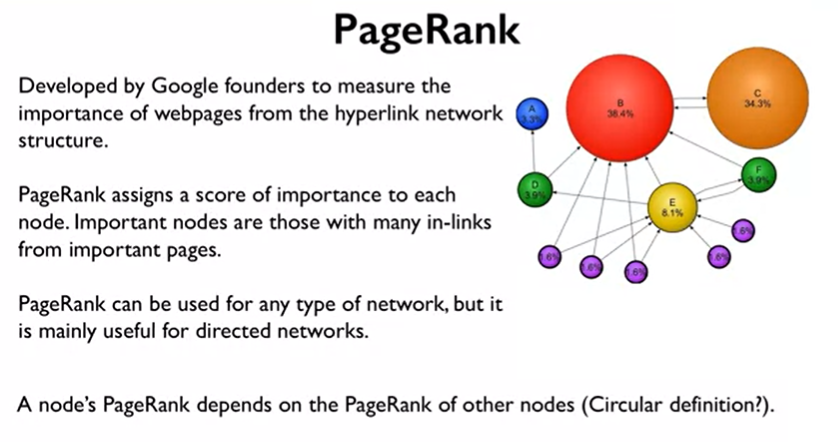 PageRank
Developed by Google founders to measure the
importance of webpages from the hyperlink network
structure.
PageRank assigns a score of importance to each
node. Important nodes are those with many in-links
from important pages.
PageRank can be used for any type of network, but it
is mainly useful for directed networks.
A node's PageRank depends on the PageRank of other nodes (Circular definition?).
A
3.3%
B
38.4%
C
34.3%
D
3.9%
E
8.1%
F
3.9%
1.6%
1.6%
1.6%
1.6%
1.6%